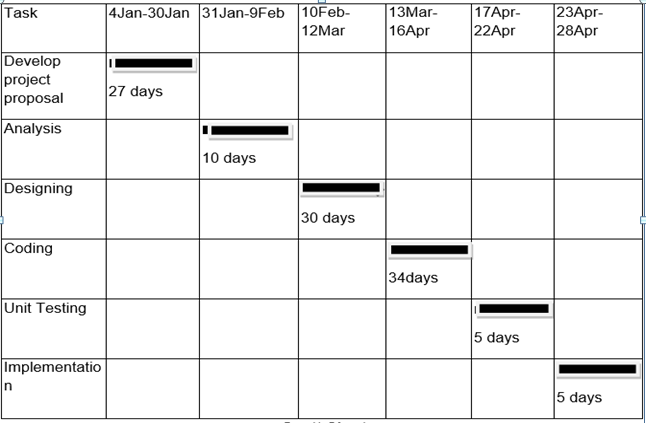 Task 4Jan-30Jan 31Jan-9Feb 10Feb- 13Mar- 17Apr- 23Apr-
12Mar 16Apr 22Apr 28Apr
Develop
project
proposal
27 days
Analysis
10 days
Designing
30 days
Coding
34days
Unit Testing
5 days
Implementatio
n
5 days